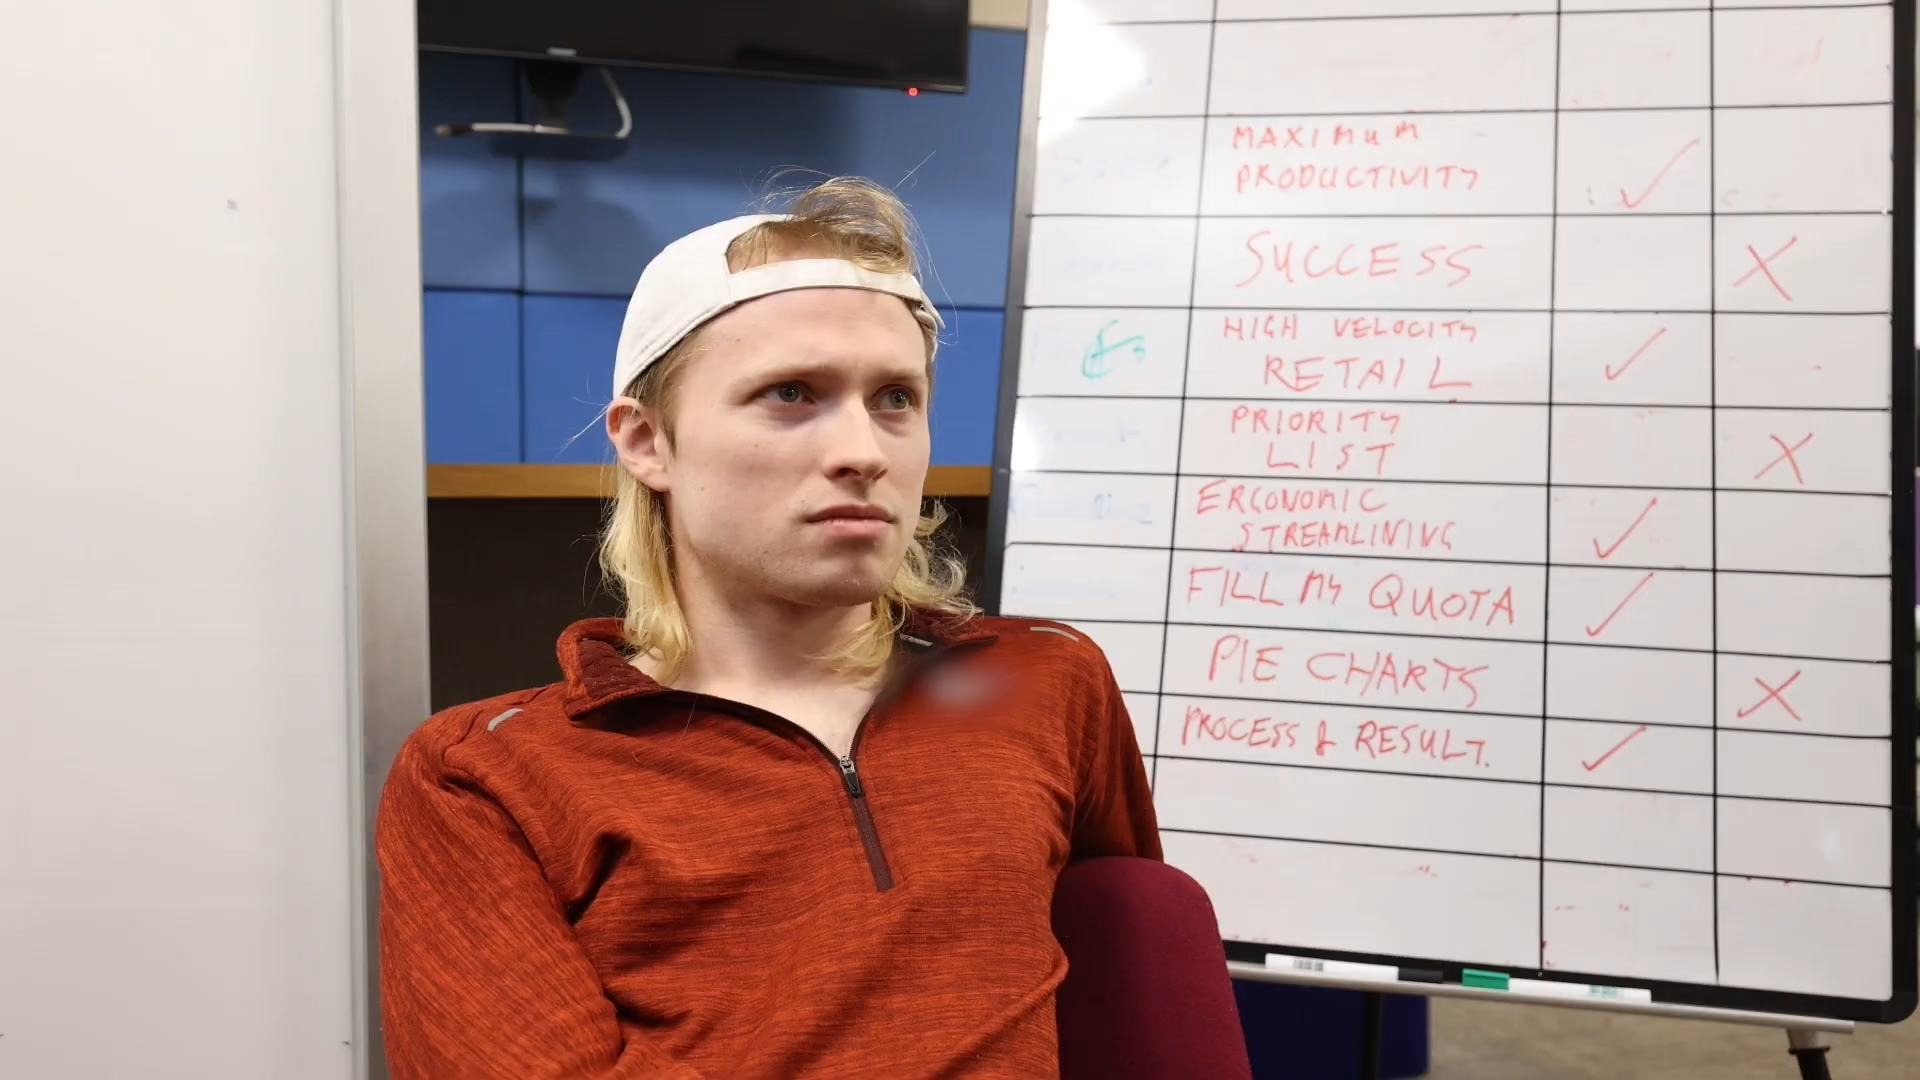 MAXIMUM
PRODUCTIVITY
SUCCESS
HIGH VELOCITY
RETAIL
PRIORITY
LIST
ERGONOMIC
STREAMLINING
FILL MY QUOTA
PIE CHARTS
PROCESS & RESULT.